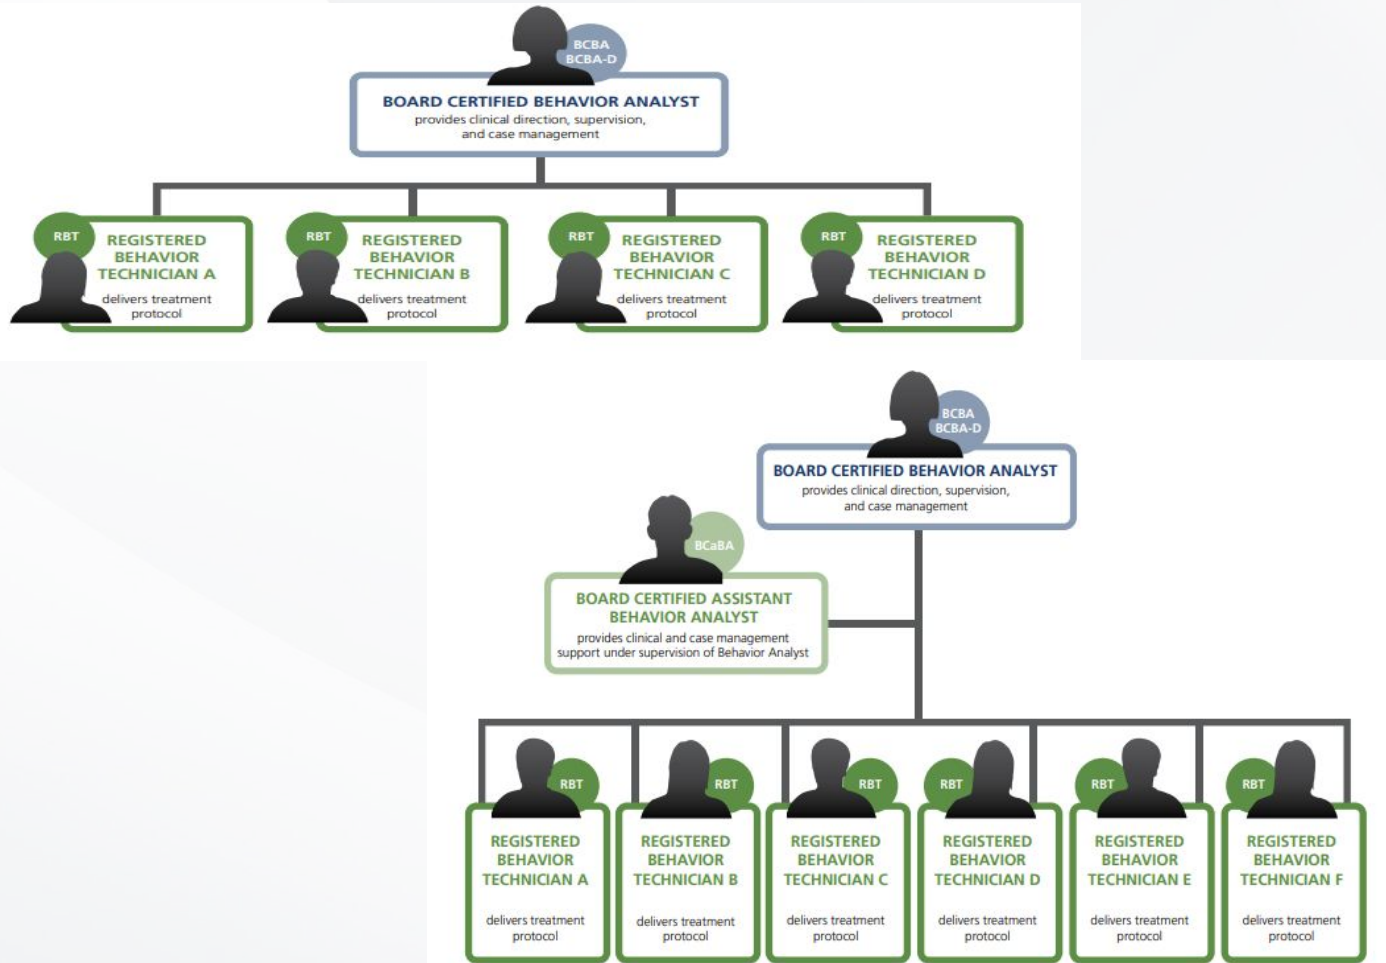 BCBA
BCBA-D
BOARD CERTIFIED BEHAVIOR ANALYST
provides clinical direction, supervision,
and case management
RBT
REGISTERED
BEHAVIOR
TECHNICIAN A
delivers treatment
protocol
RBT
REGISTERED
BEHAVIOR
TECHNICIAN B
delivers treatment
protocol
RBT
REGISTERED
BEHAVIOR
TECHNICIAN C
delivers treatment
protocol
RBT
REGISTERED
BEHAVIOR
TECHNICIAN D
delivers treatment
protocol
BCBA
BCBA-D
BOARD CERTIFIED BEHAVIOR ANALYST
provides clinical direction, supervision,
and case management
BCaBA
BOARD CERTIFIED ASSISTANT
BEHAVIOR ANALYST
provides clinical and case management
support under supervision of Behavior Analyst
RBT
REGISTERED
BEHAVIOR
TECHNICIAN A
delivers treatment
protocol
RBT
REGISTERED
BEHAVIOR
TECHNICIAN B
delivers treatment
protocol
RBT
REGISTERED
BEHAVIOR
TECHNICIAN C
delivers treatment
protocol
RBT
REGISTERED
BEHAVIOR
TECHNICIAN D
delivers treatment
protocol
RBT
REGISTERED
BEHAVIOR
TECHNICIAN E
delivers treatment
protocol
RBT
REGISTERED
BEHAVIOR
TECHNICIAN F
delivers treatment
protocol